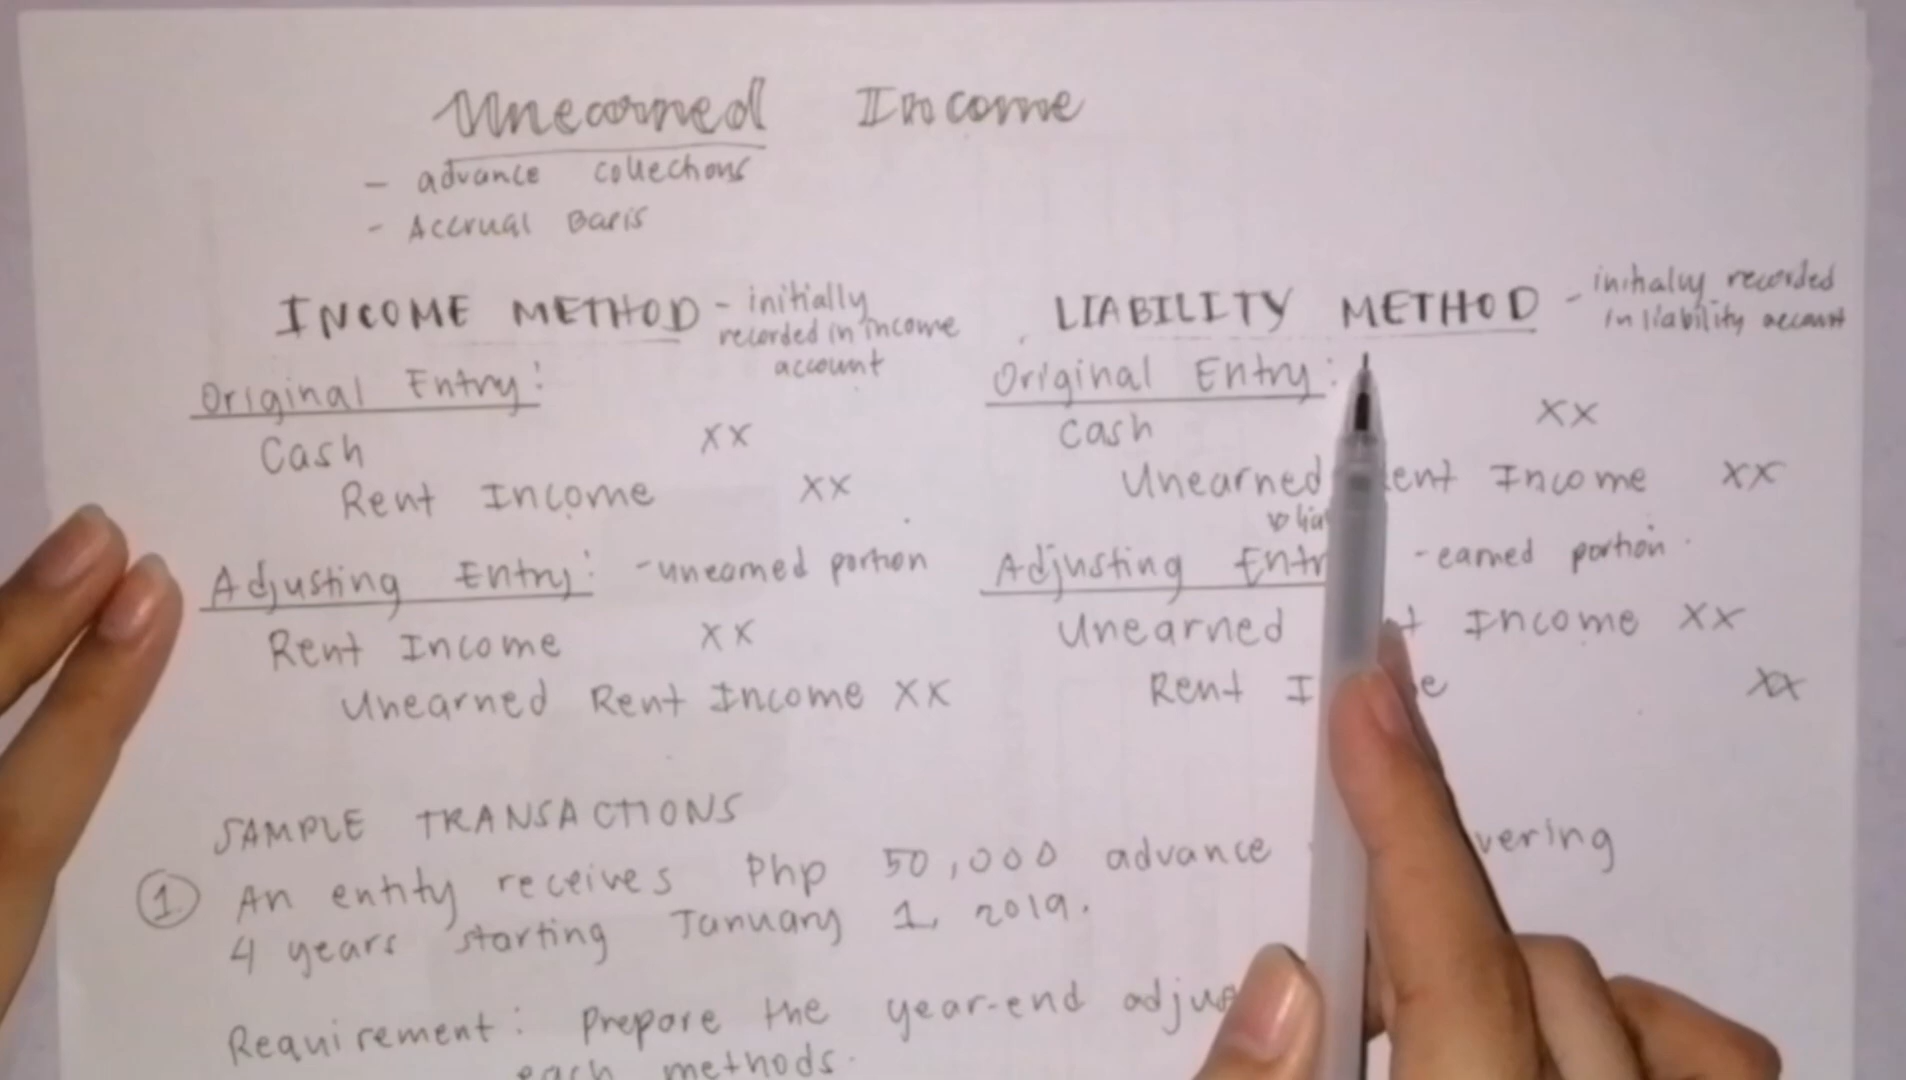 Unearned Income
- advance collections
- Accrual Basis
INCOME METHOD - initially
recorded in income
account
Original Entry:
Cash XX
Rent Income XX
Adjusting Entry: - unearned portion
Rent Income XX
Unearned Rent Income XX
LIABILITY METHOD - initially recorded
in liability account
Original Entry:
Cash XX
Unearned Rent Income XX
Adjusting Entr - earned portion
Unearned Income XX
Rent XX
SAMPLE TRANSACTIONS
1 An entity receives Php 50,000 advance
4 years starting January 1, 2019.
Requirement: Prepare the year-end
each methods.